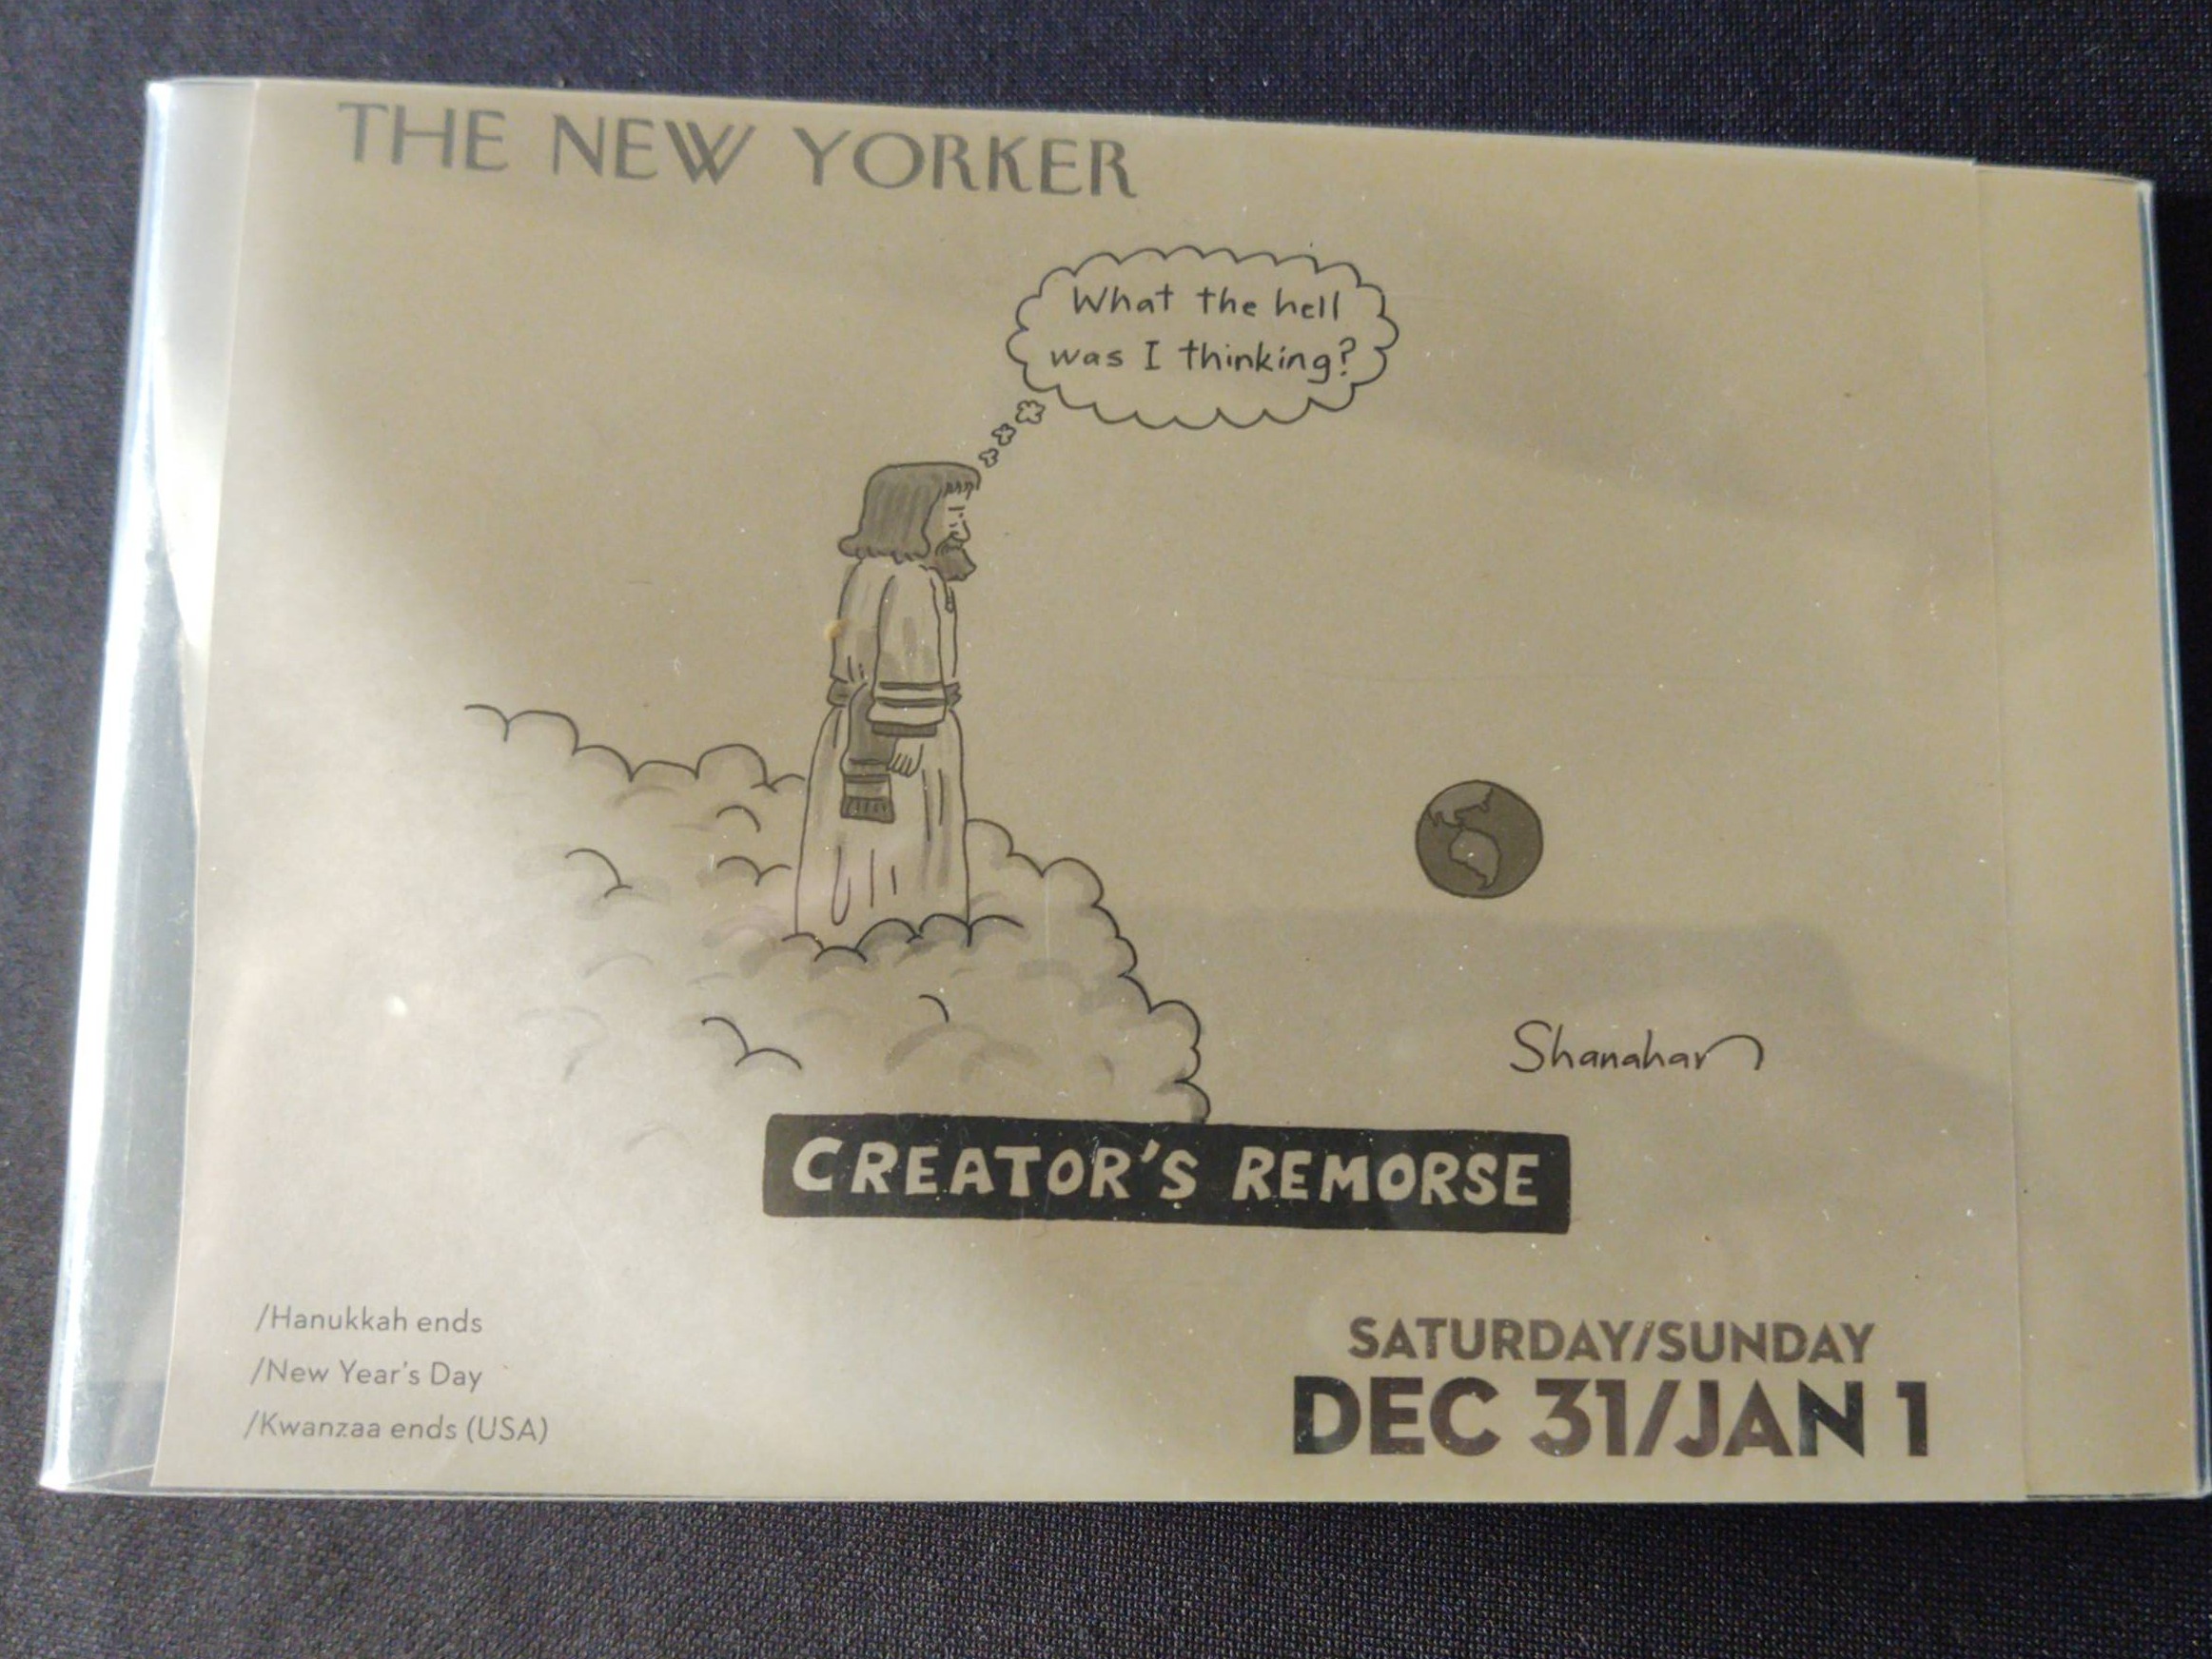 THE NEW YORKER
What the hell
was I thinking?
Shanahan
CREATOR'S REMORSE
/Hanukkah ends
/New Year's Day
/Kwanzaa ends (USA)
SATURDAY/SUNDAY
DEC 31/JAN 1